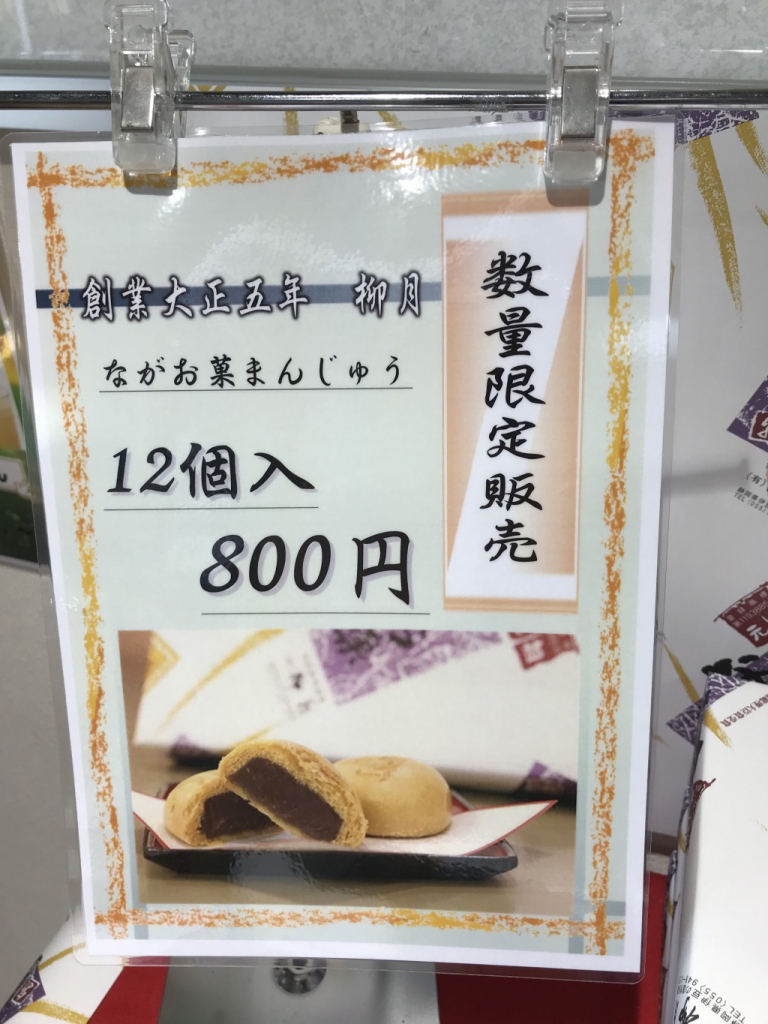 数量限定販売
創業大正五年 柳月
ながお菓まんじゅう
12個入
800円